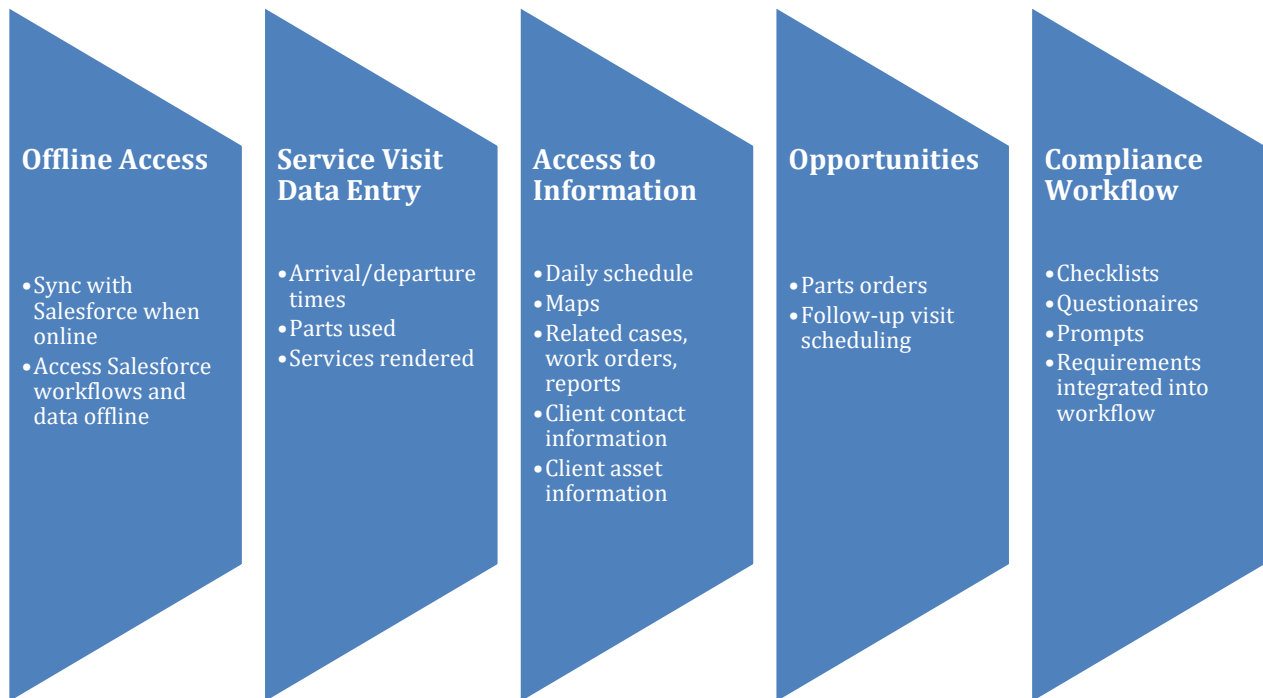 Offline Access
•Sync with
Salesforce when
online
•Access Salesforce
workflows and
data offline
Service Visit
Data Entry
•Arrival/departure
times
•Parts used
•Services rendered
Access to
Information
•Daily schedule
•Maps
•Related cases,
work orders,
reports
•Client contact
information
•Client asset
information
Opportunities
•Parts orders
•Follow-up visit
scheduling
Compliance
Workflow
•Checklists
•Questionaires
•Prompts
•Requirements
integrated into
workflow